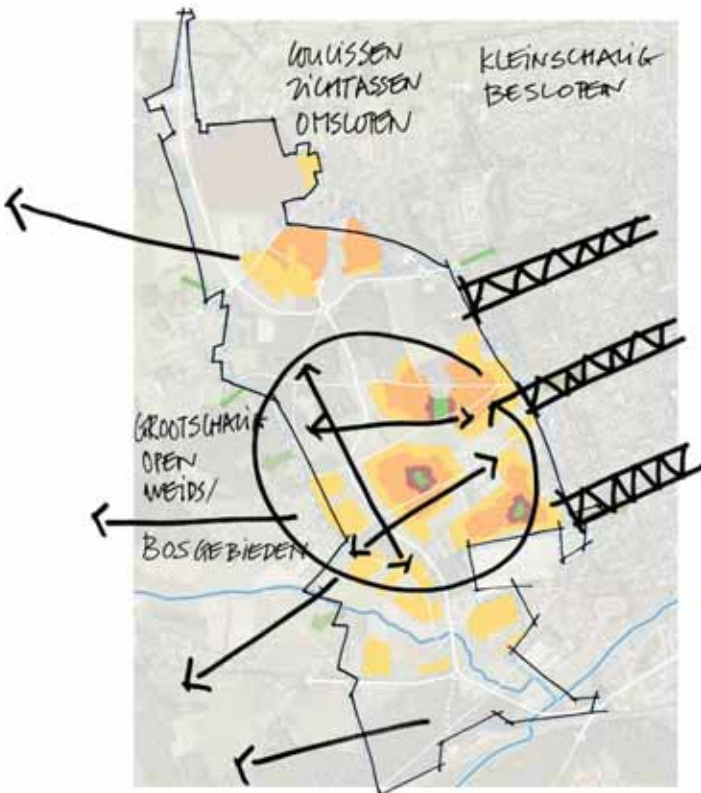 COULISSEN
ZICHTASSEN
OMSLOTEN
KLEINSCHALIG
BESLOTEN
GROOTSCHALIG
OPEN
WEIDS/
BOSGEBIEDEN